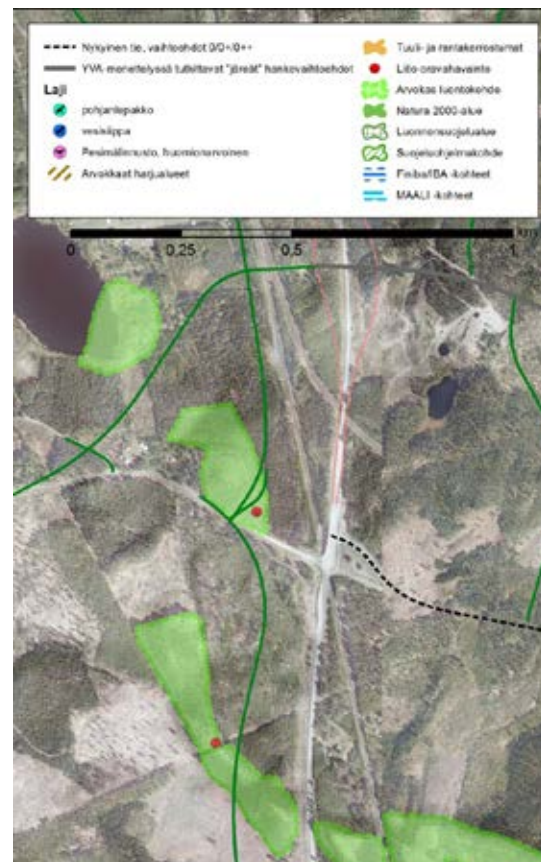 Nykyinen tie, vaihtoehdot 0/0+/0++
YVA-menettelyssä tutkittavat "järeät" hankevaihtoehdot
Laji
pohjanlepakko
vesisiippa
Pesimälinnusto, huomionarvoinen
Arvokkaat harjualueet
Tuuli- ja rantakerrostumat
Liito-oravahavainto
Arvokas luontokohde
Natura 2000-alue
Luonnonsuojelualue
Suojeluohjelmakohde
Finiba/IBA -kohteet
MAALI -kohteet
0
0.25
0.5
1
km